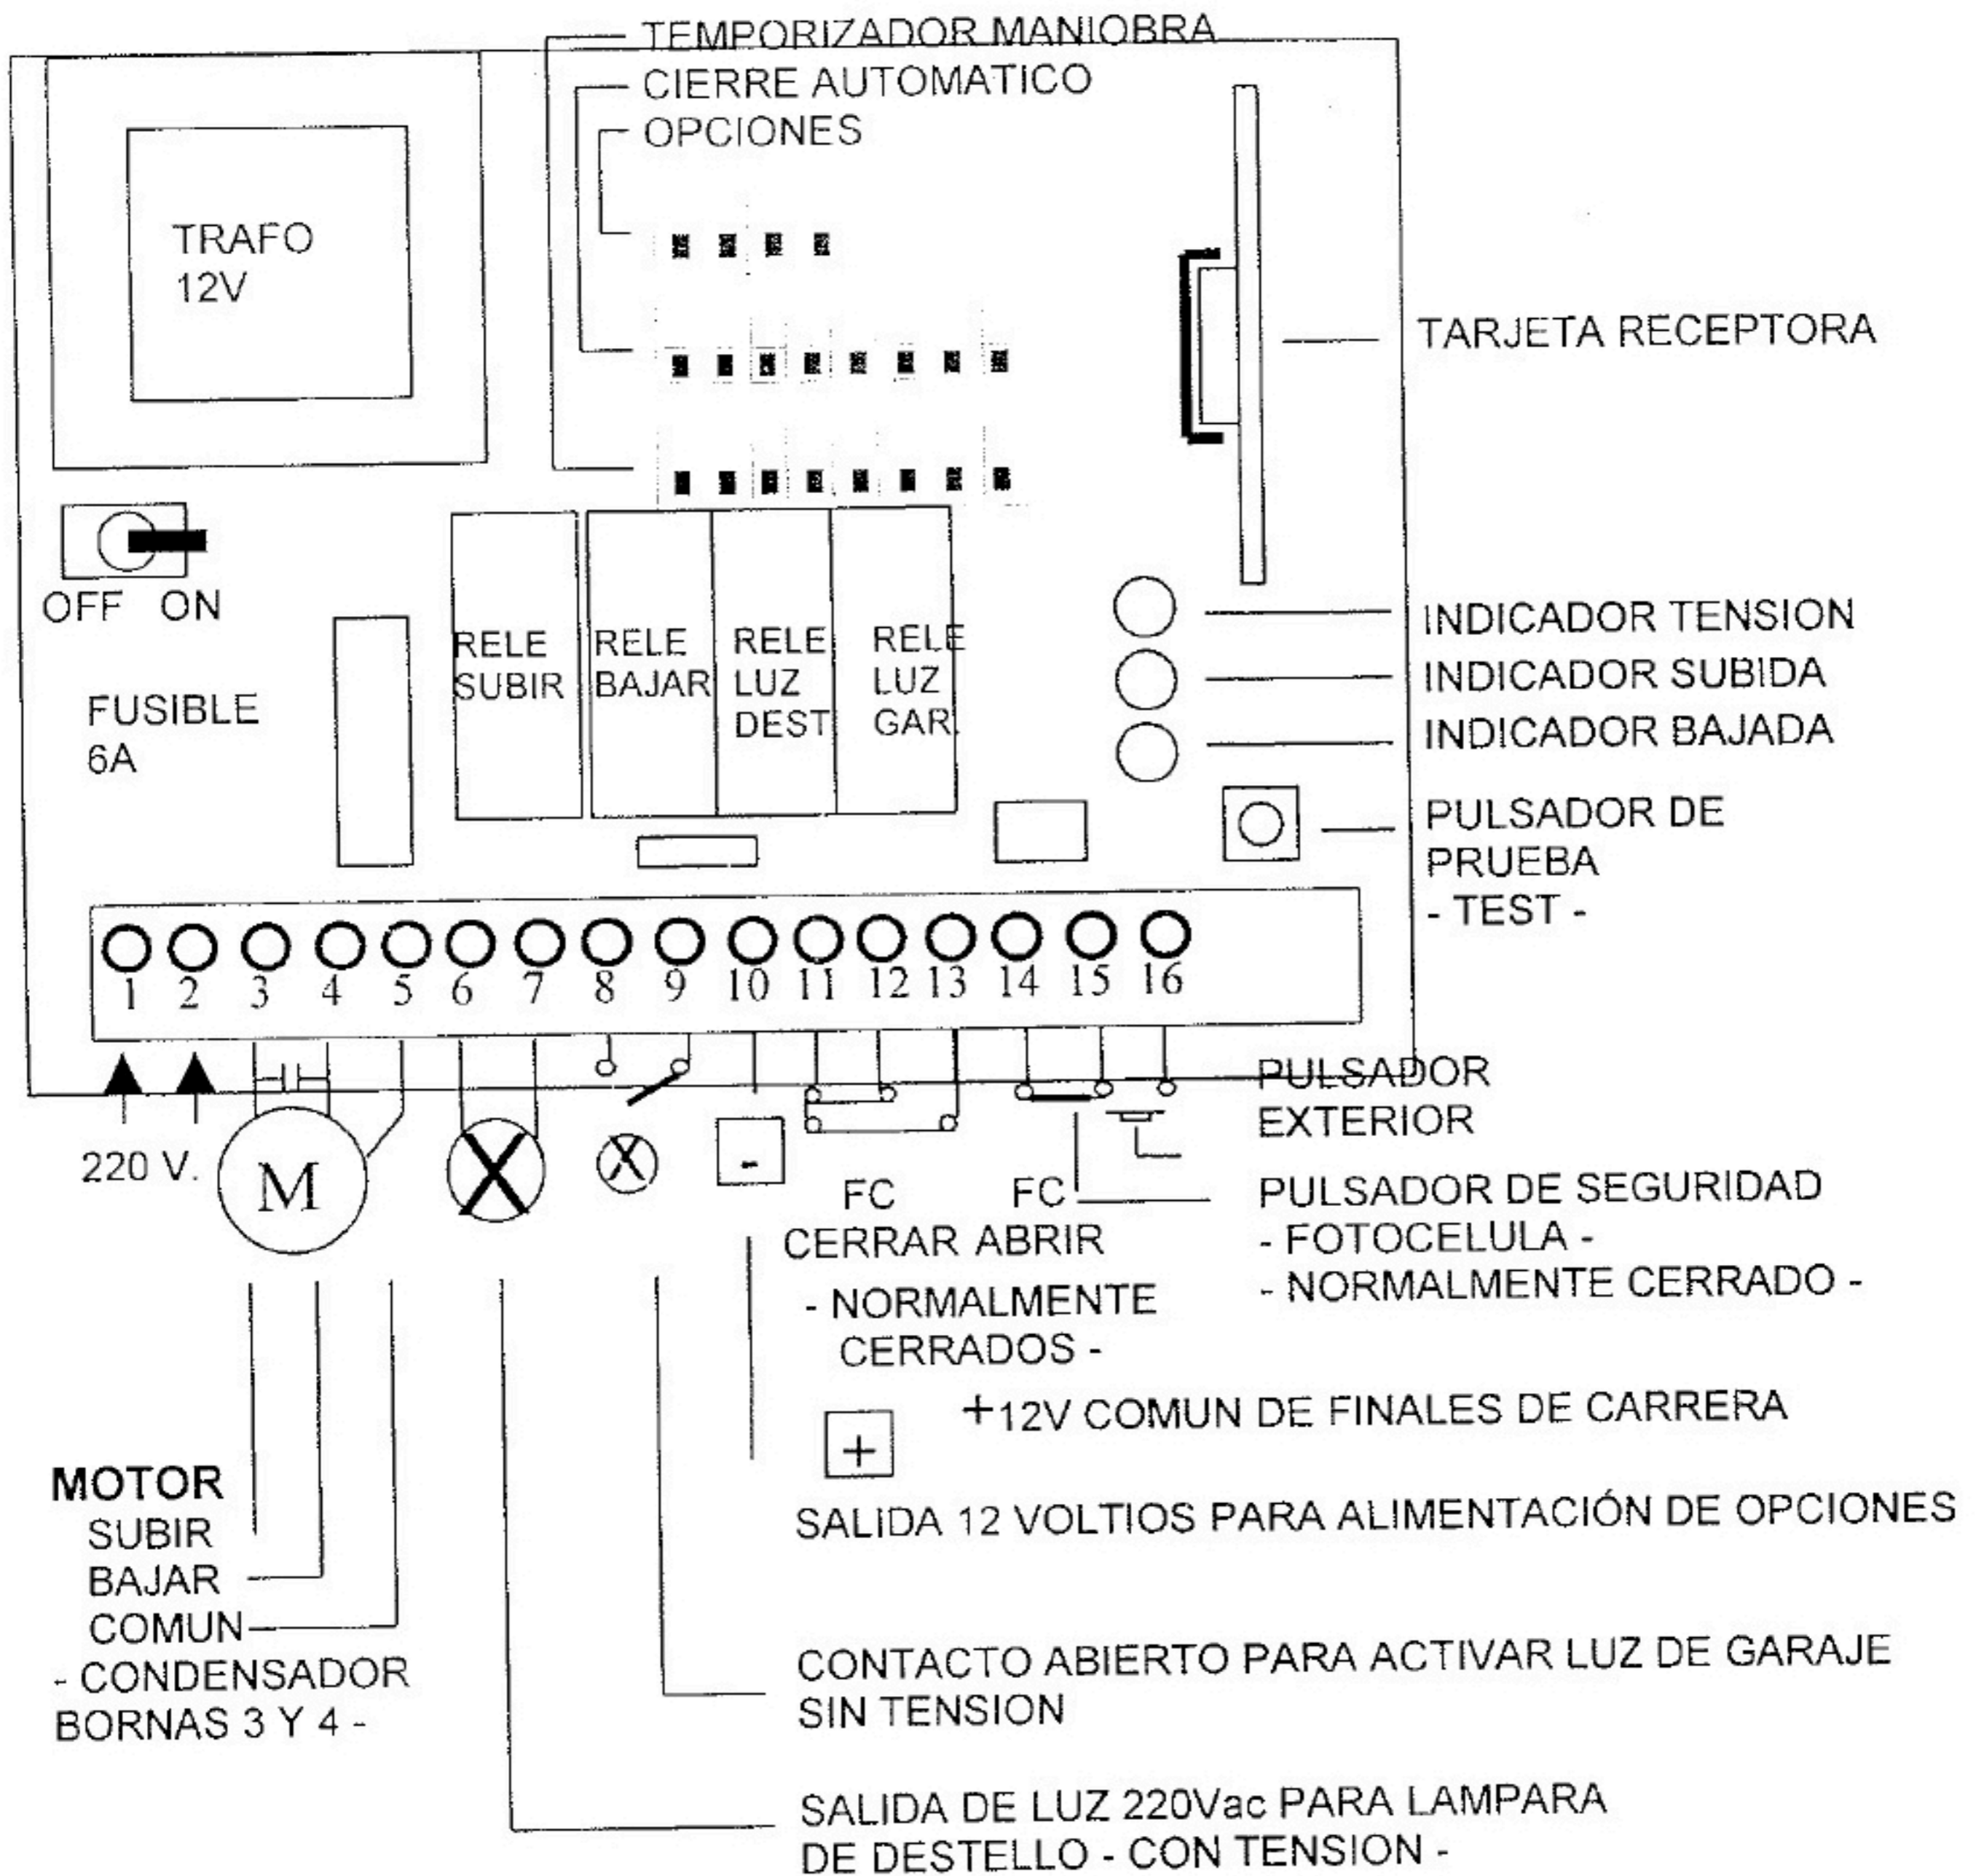 TEMPORIZADOR MANIOBRA
CIERRE AUTOMATICO
OPCIONES
TRAFO
12V
TARJETA RECEPTORA
OFF ON
FUSIBLE
6A
RELE
SUBIR
RELE
BAJAR
RELE
LUZ
DEST
RELE
LUZ
GAR.
INDICADOR TENSION
INDICADOR SUBIDA
INDICADOR BAJADA
PULSADOR DE
PRUEBA
- TEST -
1 2 3 4 5 6 7 8 9 10 11 12 13 14 15 16
220 V.
M
-
PULSADOR
EXTERIOR
FC FC
CERRAR ABRIR
- NORMALMENTE
CERRADOS -
PULSADOR DE SEGURIDAD
- FOTOCELULA -
- NORMALMENTE CERRADO -
+
+12V COMUN DE FINALES DE CARRERA
SALIDA 12 VOLTIOS PARA ALIMENTACIÓN DE OPCIONES
MOTOR
SUBIR
BAJAR
COMUN
- CONDENSADOR
BORNAS 3 Y 4 -
CONTACTO ABIERTO PARA ACTIVAR LUZ DE GARAJE
SIN TENSION
SALIDA DE LUZ 220Vac PARA LAMPARA
DE DESTELLO - CON TENSION -